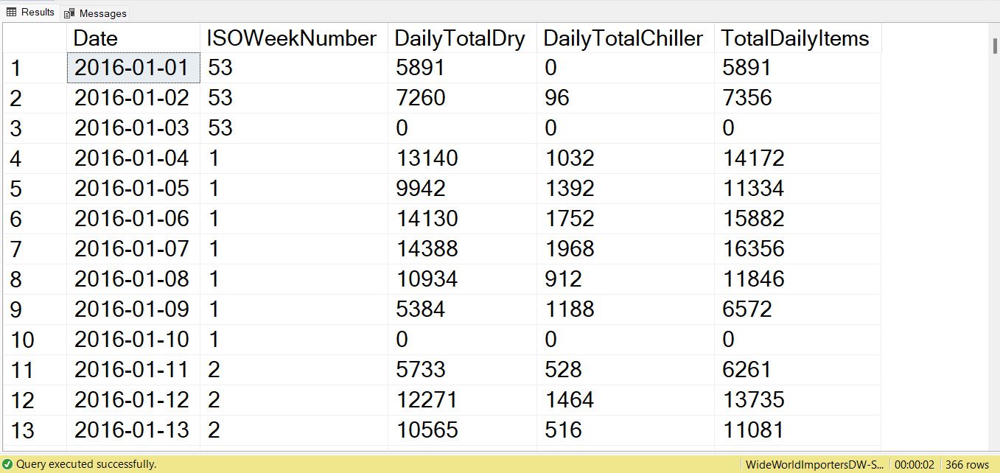 Results Messages
Date ISOWeekNumber DailyTotalDry DailyTotalChiller TotalDailyItems
1 2016-01-01 53 5891 0 5891
2 2016-01-02 53 7260 96 7356
3 2016-01-03 53 0 0 0
4 2016-01-04 1 13140 1032 14172
5 2016-01-05 1 9942 1392 11334
6 2016-01-06 1 14130 1752 15882
7 2016-01-07 1 14388 1968 16356
8 2016-01-08 1 10934 912 11846
9 2016-01-09 1 5384 1188 6572
10 2016-01-10 1 0 0 0
11 2016-01-11 2 5733 528 6261
12 2016-01-12 2 12271 1464 13735
13 2016-01-13 2 10565 516 11081
Query executed successfully. WideWorldImportersDW-S... 00:00:02 366 rows